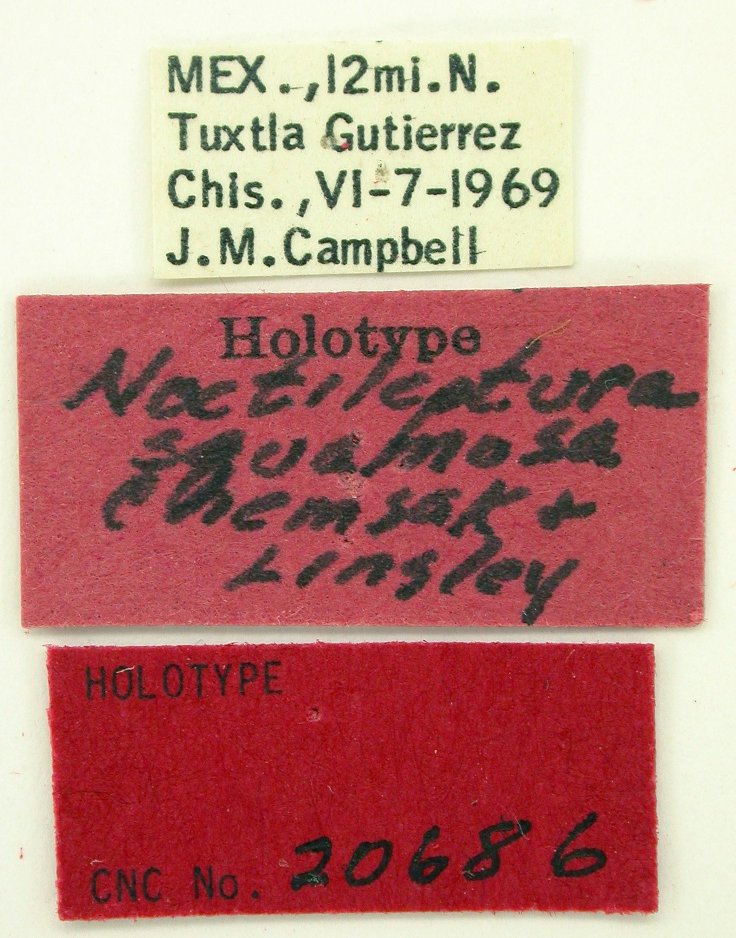 MEX.,12mi.N.
Tuxtla Gutierrez
Chis.,VI-7-1969
J.M.Campbell
Holotype
Noctileptura
squamosa
Chemsak &
Linsley
HOLOTYPE
CNC No. 20686